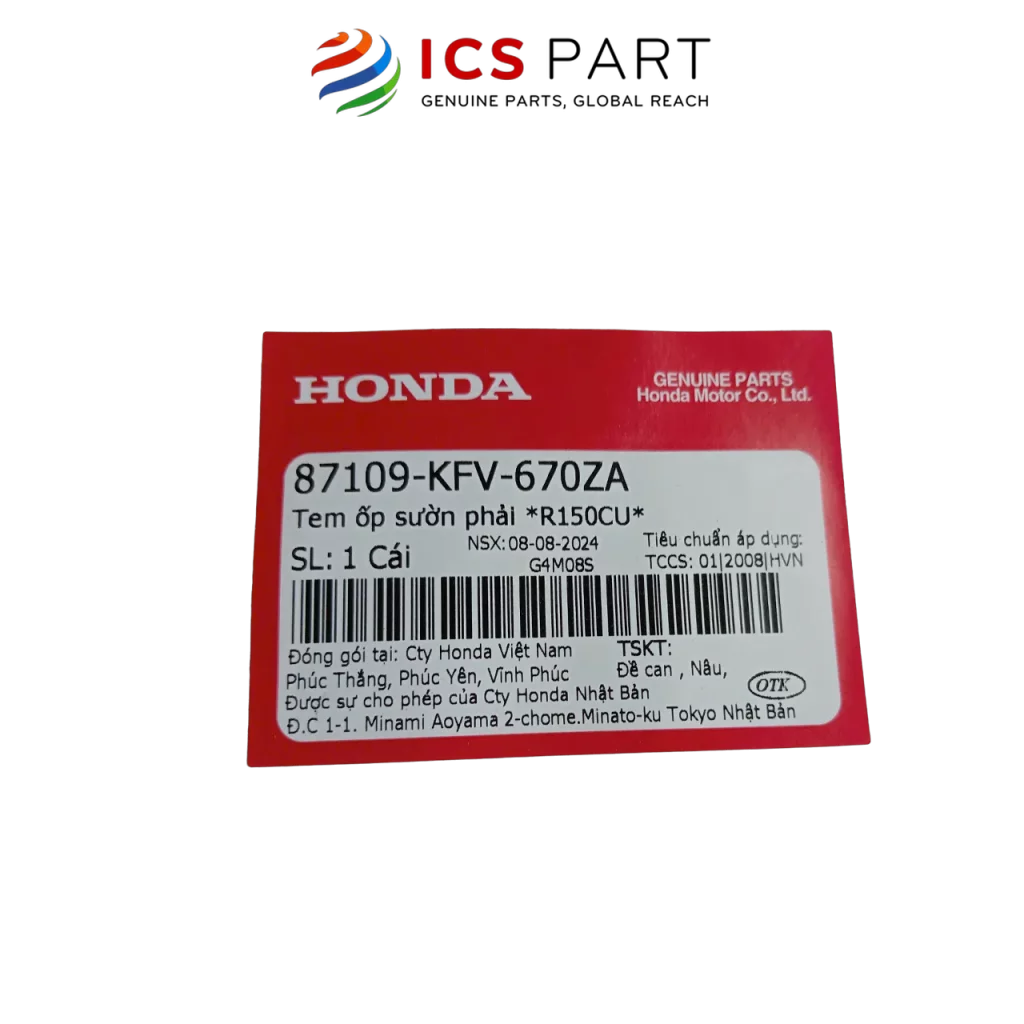 ICS PART
GENUINE PARTS, GLOBAL REACH
HONDA
GENUINE PARTS
Honda Motor Co., Ltd.
87109-KFV-670ZA
Tem ốp sườn phải *R150CU*
SL: 1 Cái
NSX: 08-08-2024
G4M08S
Tiêu chuẩn áp dụng:
TCCS: 01|2008|HVN
Đóng gói tại: Cty Honda Việt Nam
Phúc Thắng, Phúc Yên, Vĩnh Phúc
TSKT:
Đề can , Nâu,
Được sự cho phép của Cty Honda Nhật Bản
OTK
Đ.C 1-1. Minami Aoyama 2-chome.Minato-ku Tokyo Nhật Bản